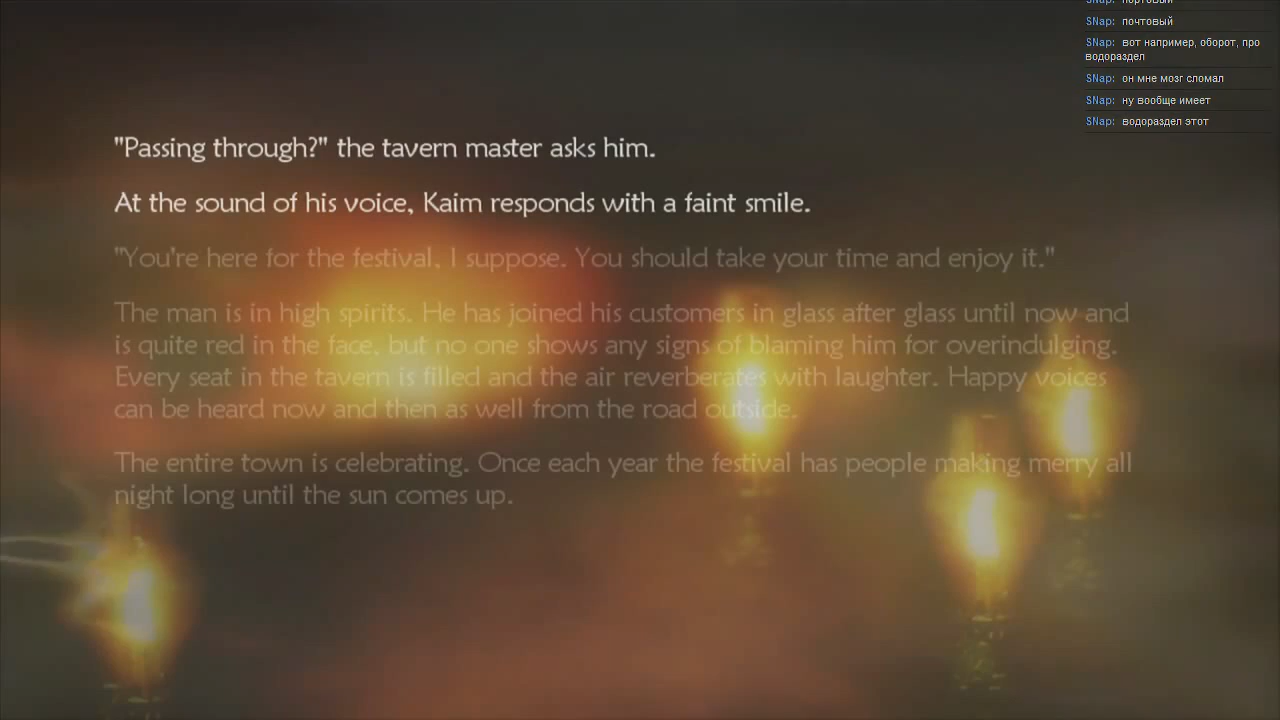 "Passing through?" the tavern master asks him.
At the sound of his voice, Kaim responds with a faint smile.
"You're here for the festival, I suppose. You should take your time and enjoy it."
The man is in high spirits. He has joined his customers in glass after glass until now and
is quite red in the face, but no one shows any signs of blaming him for overindulging.
Every seat in the tavern is filled and the air reverberates with laughter. Happy voices
can be heard now and then as well from the road outside.
The entire town is celebrating. Once each year the festival has people making merry all
night long until the sun comes up.
SNap:
SNap: почтовый
SNap: вот например, оборот, про
водораздел
SNap: он мне мозг сломал
SNap: ну вообще имеет
SNap: водораздел этот